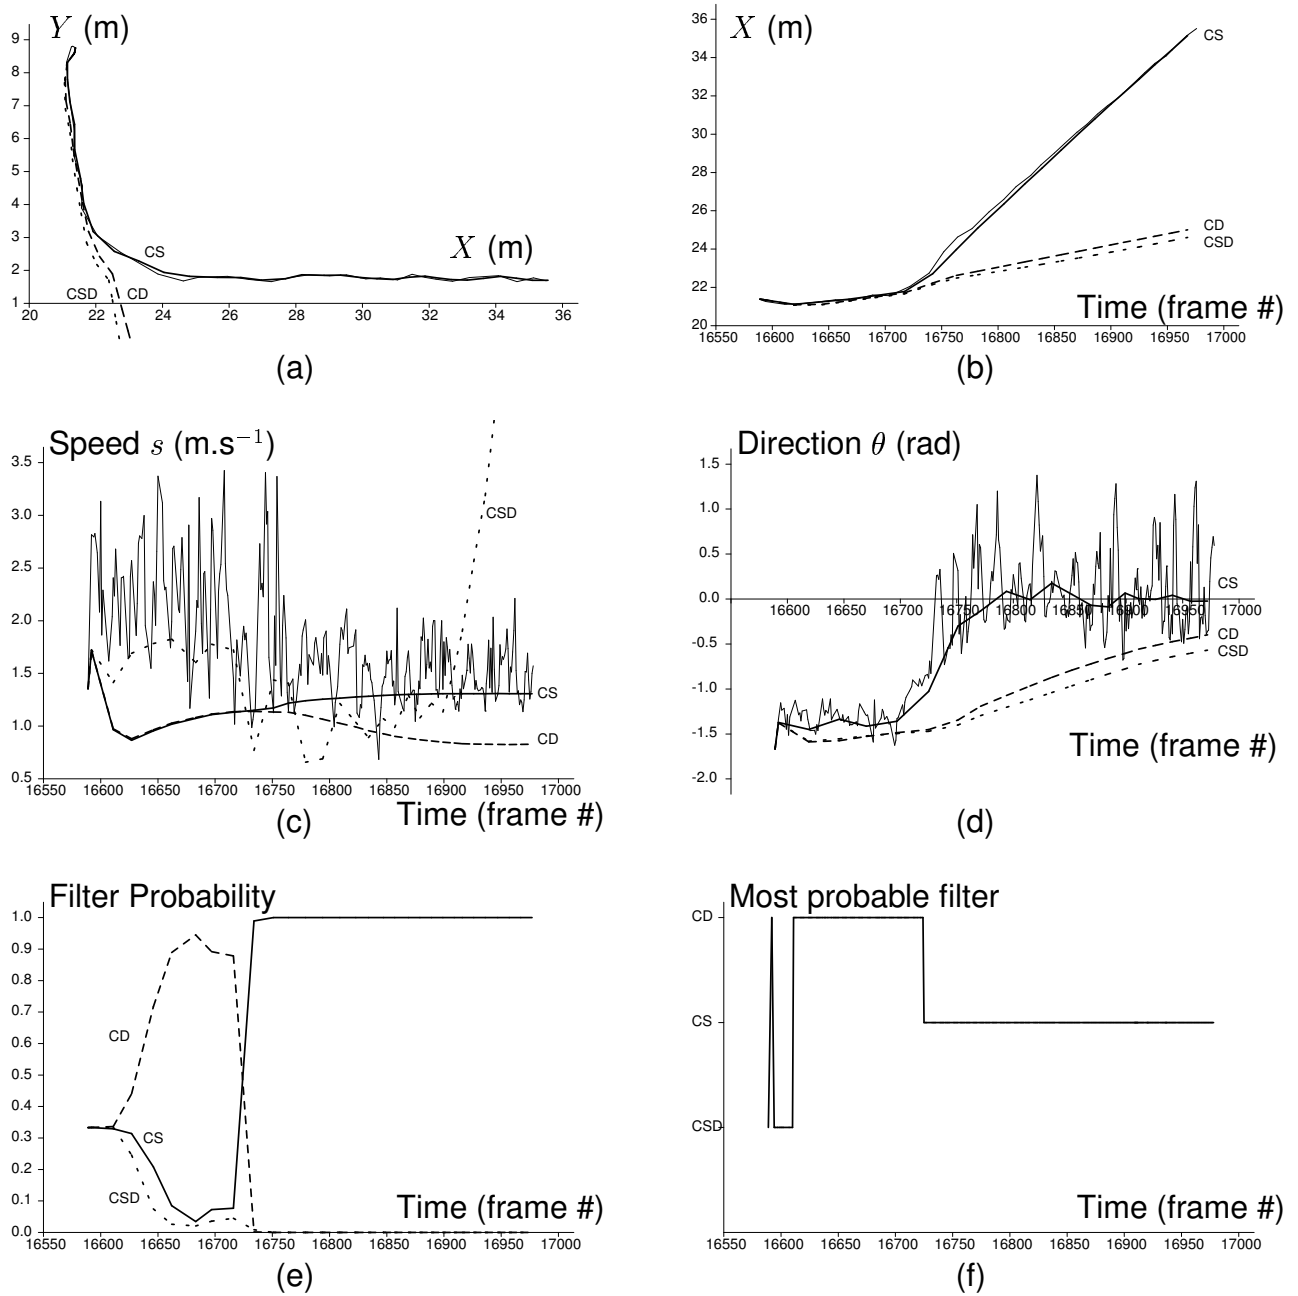 Y (m)
9
8
7
6
5
4
3
2
1
CS
X (m)
CSD
CD
20 22 24 26 28 30 32 34 36
(a)
X (m)
36
34
32
30
28
26
24
22
20
CS
CD
CSD
Time (frame #)
16550 16600 16650 16700 16750 16800 16850 16900 16950 17000
(b)
Speed s (m.s⁻¹)
3.5
3.0
2.5
2.0
1.5
1.0
0.5
CSD
CS
CD
16550 16600 16650 16700 16750 16800 16850 16900 16950 17000
Time (frame #)
(c)
Direction θ (rad)
1.5
1.0
0.5
0.0
-0.5
-1.0
-1.5
-2.0
CS
16600 16650 16700 16750 16800 16850 16900 16950 17000
CD
CSD
Time (frame #)
(d)
Filter Probability
1.0
0.9
0.8
0.7
0.6
0.5
0.4
0.3
0.2
0.1
0.0
CD
CS
CSD
Time (frame #)
16550 16600 16650 16700 16750 16800 16850 16900 16950 17000
(e)
Most probable filter
CD
CS
CSD
Time (frame #)
16550 16600 16650 16700 16750 16800 16850 16900 16950 17000
(f)